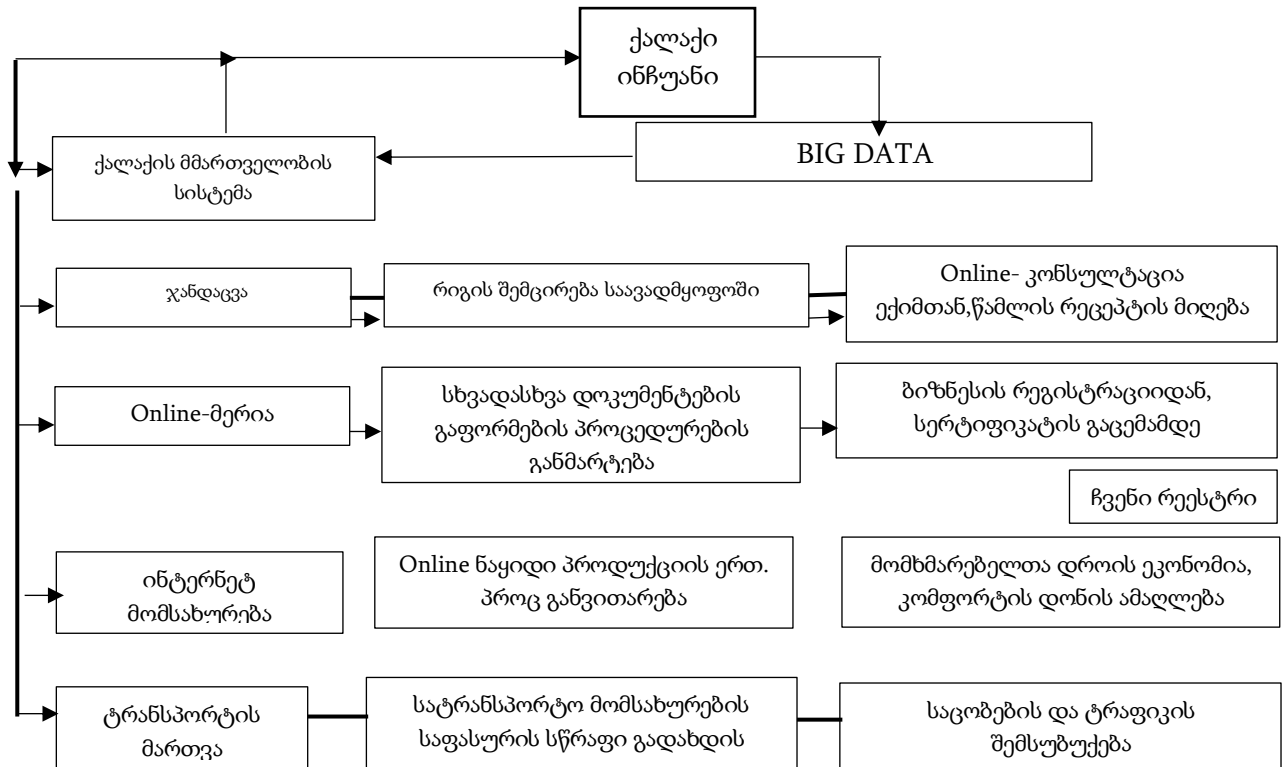 ქალაქი
ინჩუანი
ქალაქის მმართველობის
სისტემა
BIG DATA
ჯანდაცვა
რიგის შემცირება საავადმყოფოში
Online- კონსულტაცია
ექიმთან,წამლის რეცეპტის მიღება
Online-მერია
სხვადასხვა დოკუმენტების
გაფორმების პროცედურების
განმარტება
ბიზნესის რეგისტრაციიდან,
სერტიფიკატის გაცემამდე
ჩვენი რეესტრი
ინტერნეტ
მომსახურება
Online ნაყიდი პროდუქციის ერთ.
პროც განვითარება
მომხმარებელთა დროის ეკონომია,
კომფორტის დონის ამაღლება
ტრანსპორტის
მართვა
სატრანსპორტო მომსახურების
საფასურის სწრაფი გადახდის
საცობების და ტრაფიკის
შემსუბუქება